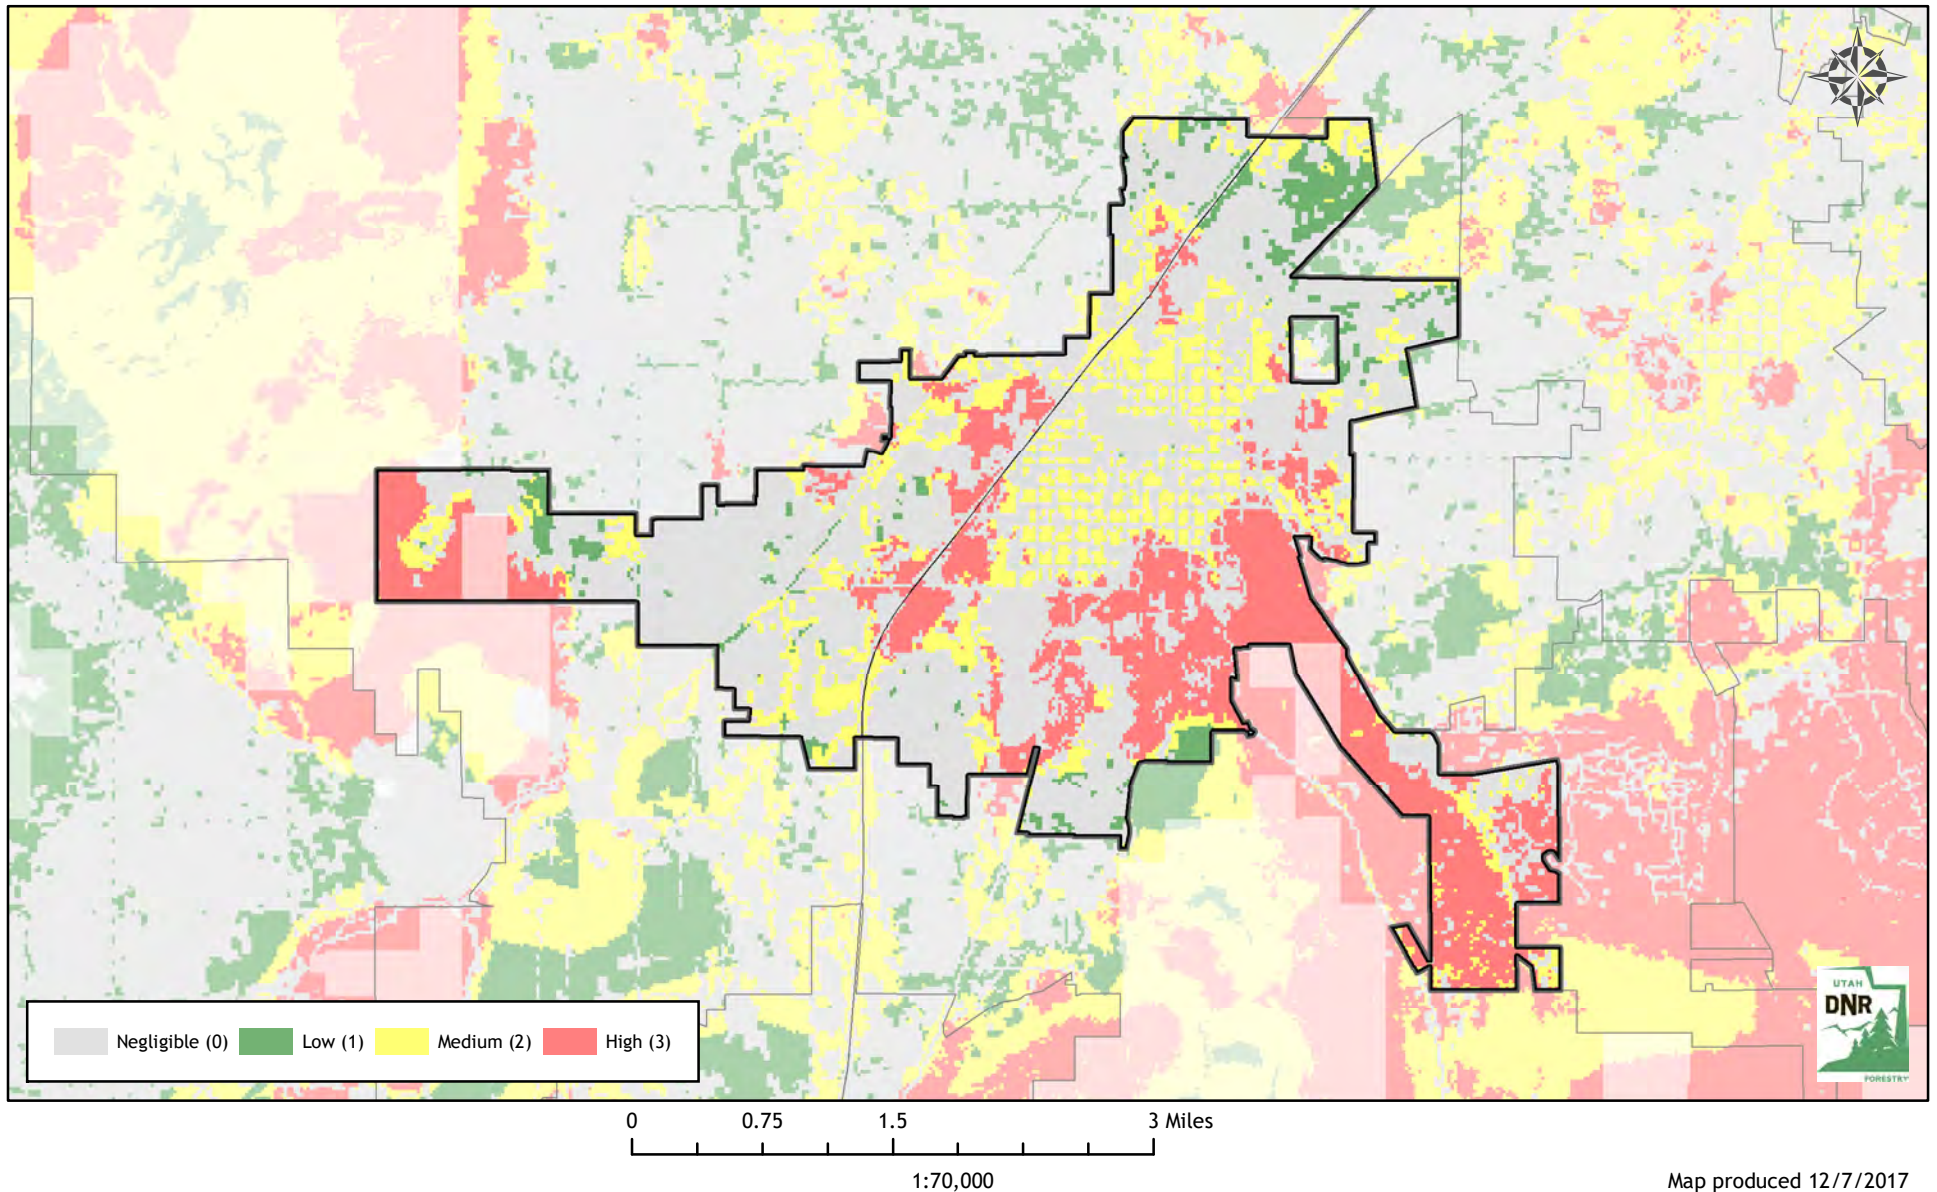 UTAH
DNR
FORESTRY
Negligible (0) Low (1) Medium (2) High (3)
0 0.75 1.5 3 Miles
1:70,000
Map produced 12/7/2017